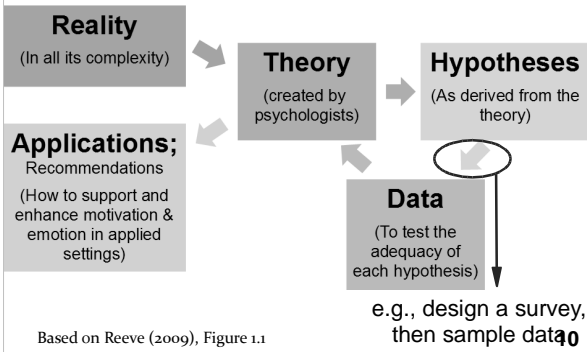 Reality
(In all its complexity)
Theory
(created by
psychologists)
Hypotheses
(As derived from the
theory)
Applications;
Recommendations
(How to support and
enhance motivation &
emotion in applied
settings)
Data
(To test the
adequacy of
each hypothesis)
e.g., design a survey,
then sample data
Based on Reeve (2009), Figure 1.1
10